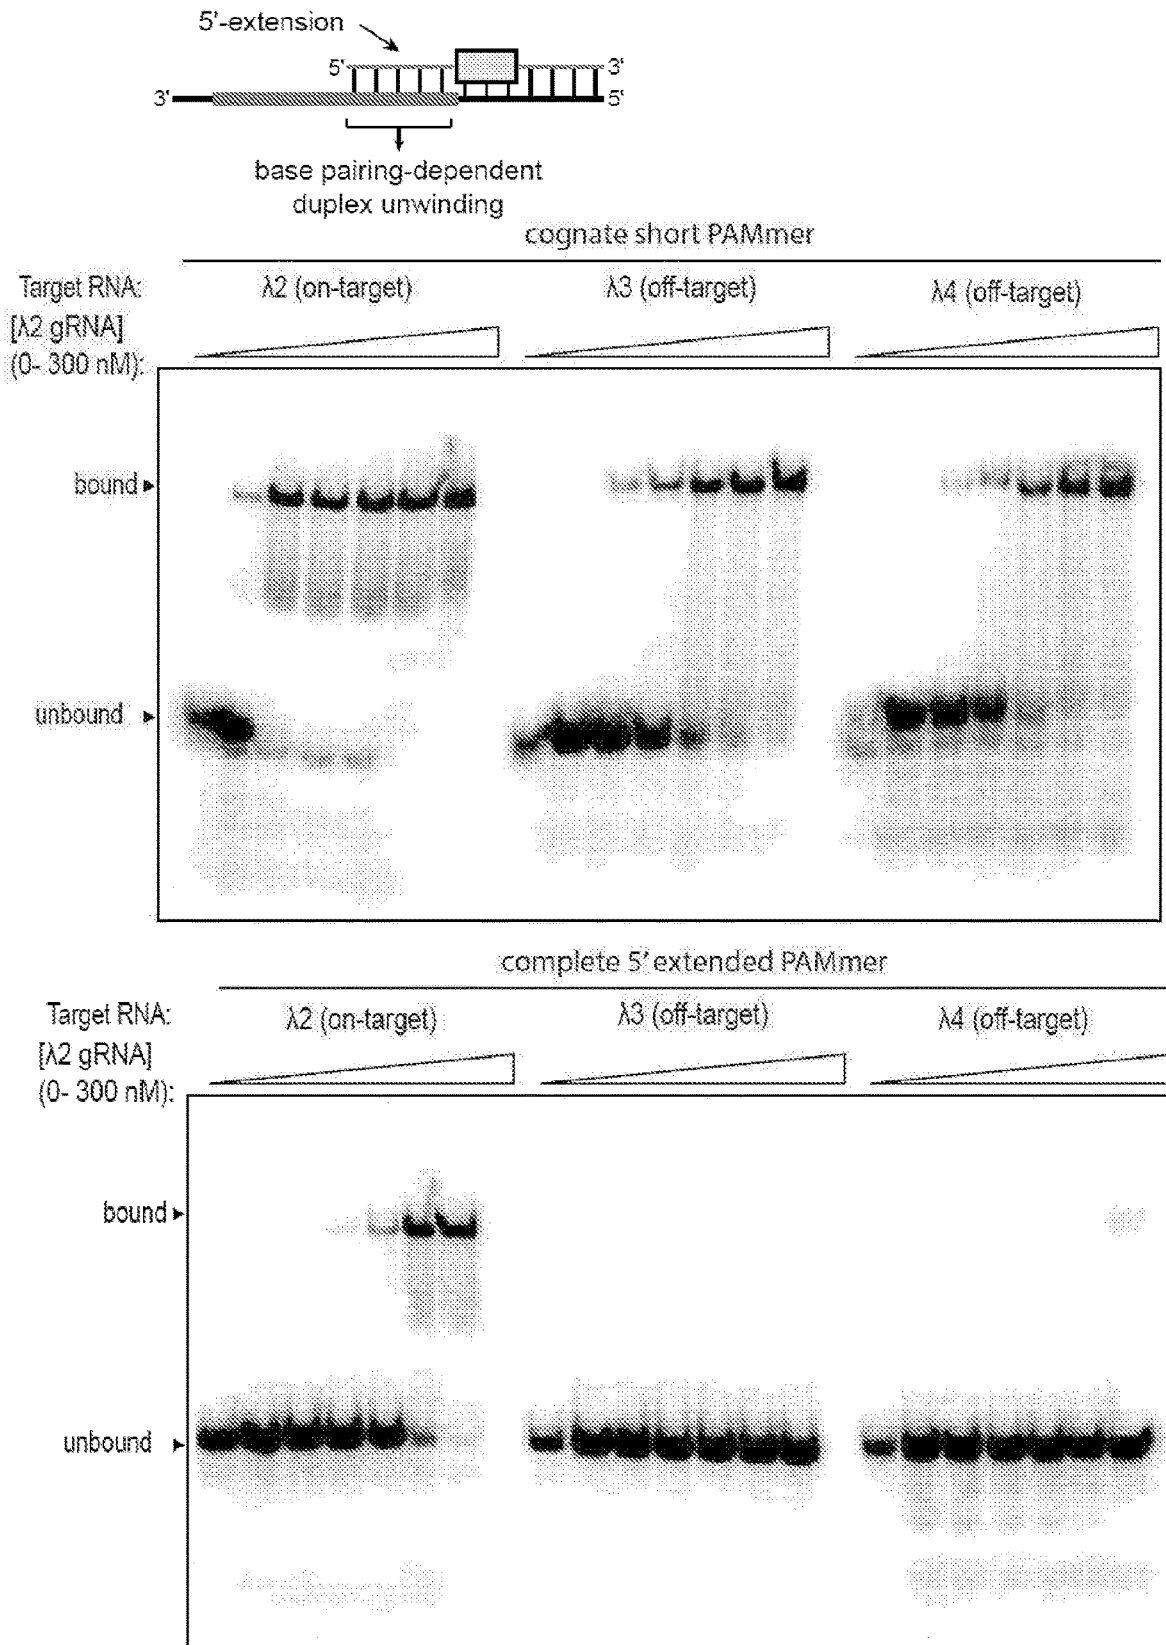 5'-extension
5' 3'
3' 5'
base pairing-dependent
duplex unwinding
cognate short PAMmer
Target RNA: λ2 (on-target) λ3 (off-target) λ4 (off-target)
[λ2 gRNA]
(0- 300 nM):
bound
unbound
complete 5' extended PAMmer
Target RNA: λ2 (on-target) λ3 (off-target) λ4 (off-target)
[λ2 gRNA]
(0- 300 nM):
bound
unbound